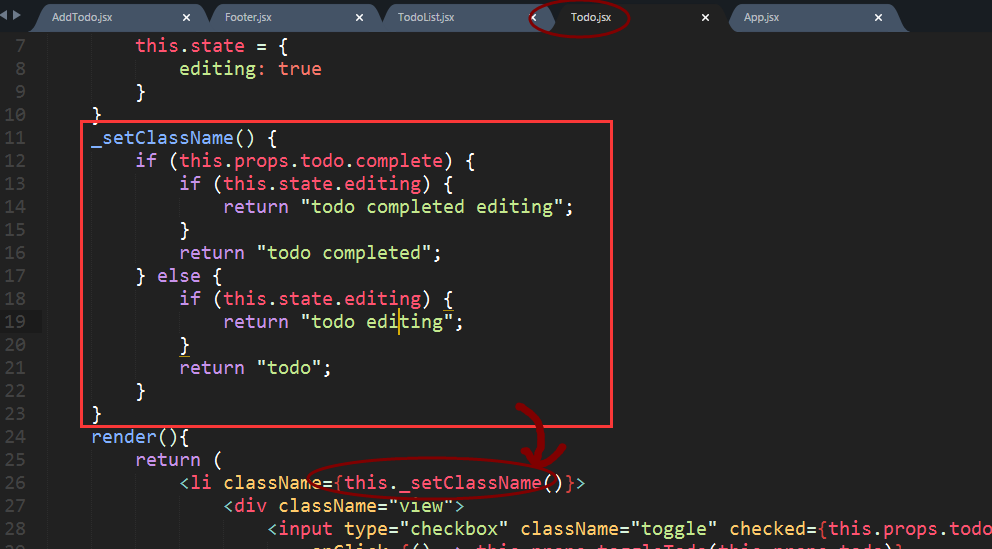 AddTodo.jsx × Footer.jsx × TodoList.jsx × Todo.jsx × App.jsx ×
7 this.state = {
8 editing: true
9 }
10 }
11 _setClassName() {
12 if (this.props.todo.complete) {
13 if (this.state.editing) {
14 return "todo completed editing";
15 }
16 return "todo completed";
17 } else {
18 if (this.state.editing) {
19 return "todo editing";
20 }
21 return "todo";
22 }
23 }
24 render(){
25 return (
26 <li className={this._setClassName()}>
27 <div className="view">
28 <input type="checkbox" className="toggle" checked={this.props.todo